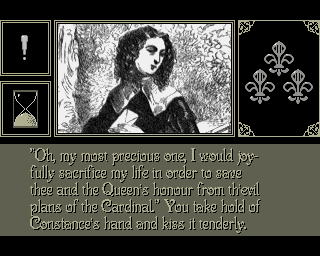 "Oh, my most precious one, I would joy-
fully sacrifice my life in order to save
thee and the Queen's honour from th'evil
plans of the Cardinal." You take hold of
Constance's hand and kiss it tenderly.